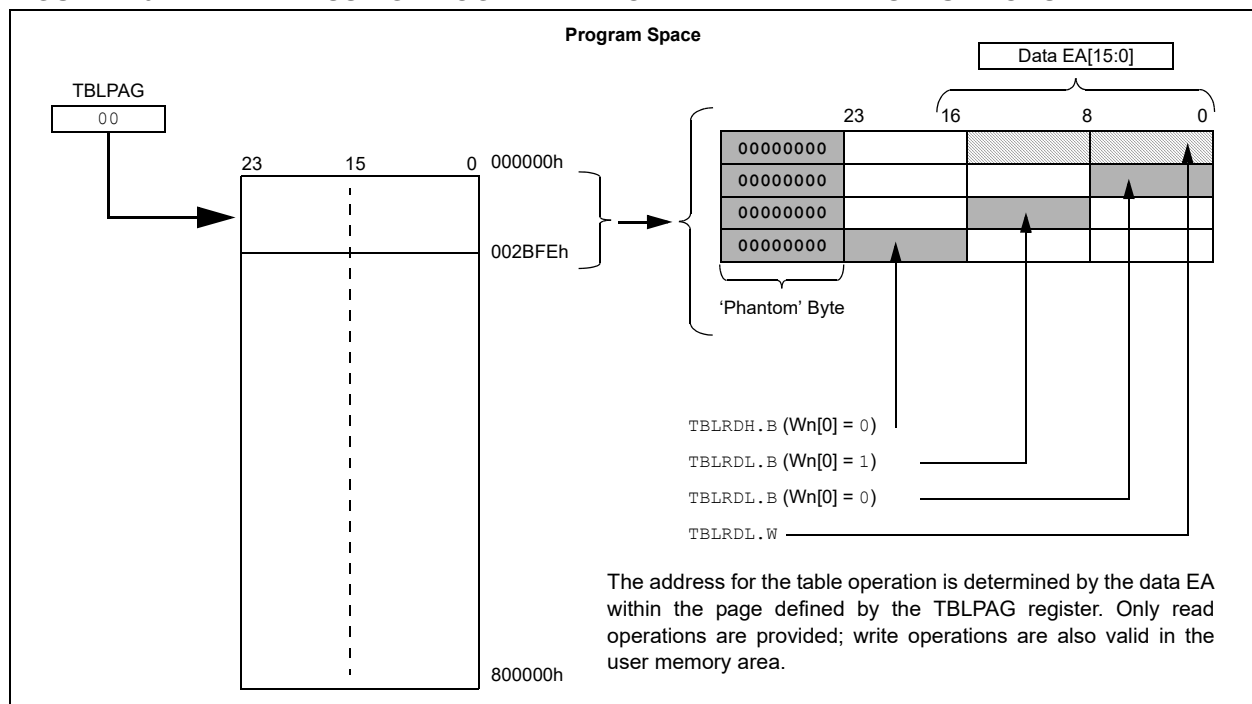 Program Space
TBLPAG
00
23 15 0
000000h
002BFEh
800000h
Data EA[15:0]
23 16 8 0
00000000
00000000
00000000
00000000
‘Phantom’ Byte
TBLRDH.B (Wn[0] = 0)
TBLRDL.B (Wn[0] = 1)
TBLRDL.B (Wn[0] = 0)
TBLRDL.W
The address for the table operation is determined by the data EA
within the page defined by the TBLPAG register. Only read
operations are provided; write operations are also valid in the
user memory area.